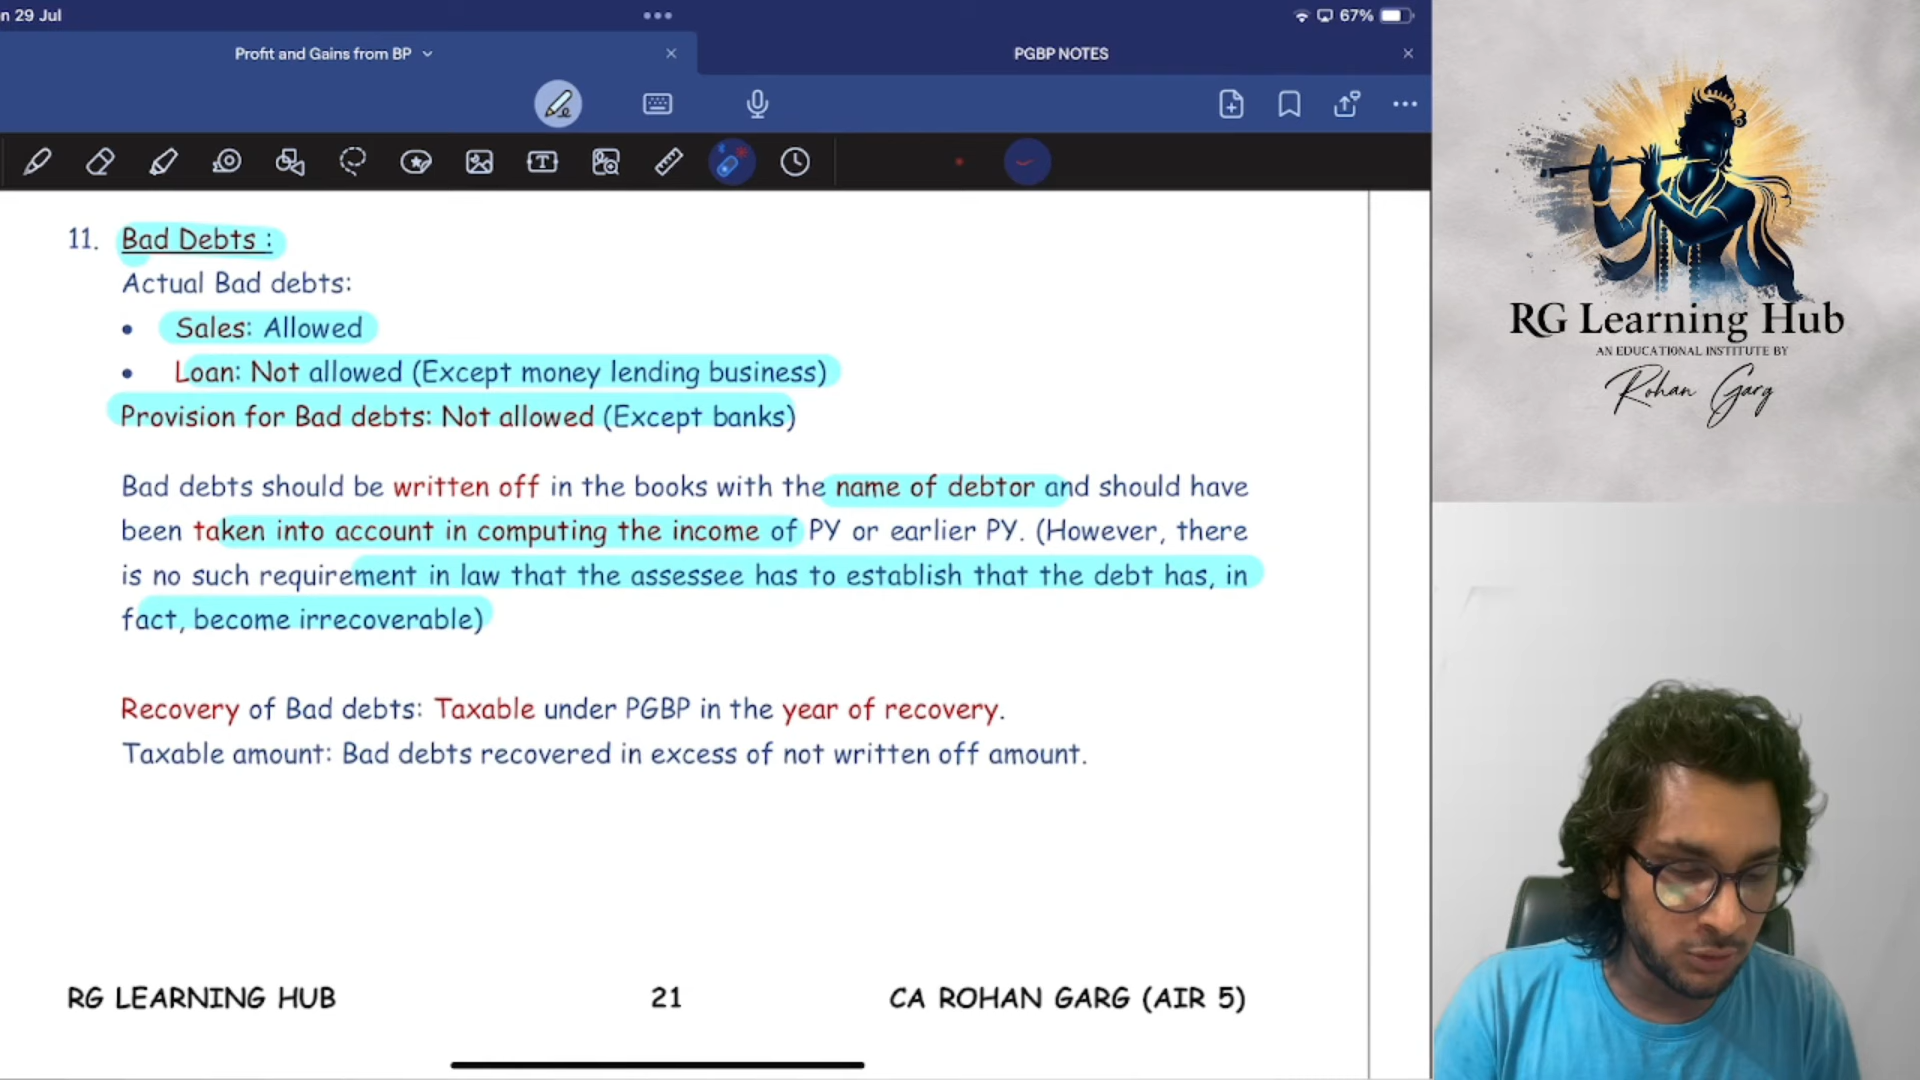 n 29 Jul
67%
Profit and Gains from BP
PGBP NOTES
11. Bad Debts :
Actual Bad debts:
• Sales: Allowed
• Loan: Not allowed (Except money lending business)
Provision for Bad debts: Not allowed (Except banks)
Bad debts should be written off in the books with the name of debtor and should have
been taken into account in computing the income of PY or earlier PY. (However, there
is no such requirement in law that the assessee has to establish that the debt has, in
fact, become irrecoverable)
Recovery of Bad debts: Taxable under PGBP in the year of recovery.
Taxable amount: Bad debts recovered in excess of not written off amount.
RG LEARNING HUB 21 CA ROHAN GARG (AIR 5)
RG Learning Hub
AN EDUCATIONAL INSTITUTE BY
Rohan Garg